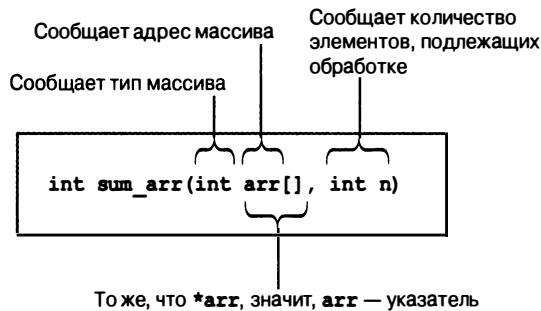 Сообщает количество
элементов, подлежащих
обработке
Сообщает адрес массива
Сообщает тип массива
int sum_arr(int arr[], int n)
То же, что *arr, значит, arr — указатель